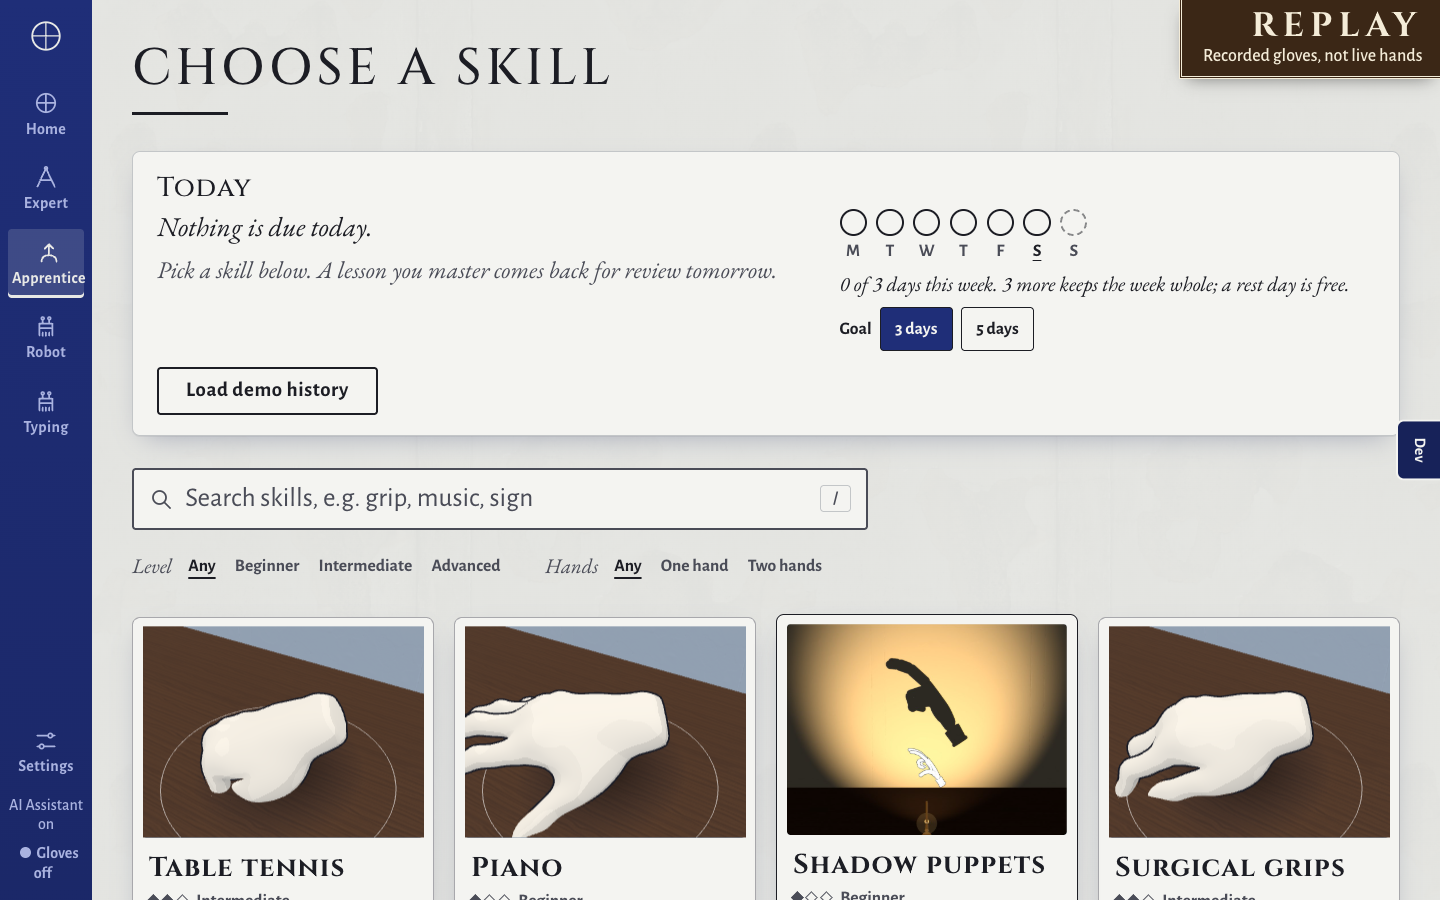 Home
Expert
Apprentice
Robot
Typing
Settings
AI Assistant
on
Gloves
off
CHOOSE A SKILL
REPLAY
Recorded gloves, not live hands
TODAY
Nothing is due today.
Pick a skill below. A lesson you master comes back for review tomorrow.
Load demo history
M T W T F S S
0 of 3 days this week. 3 more keeps the week whole; a rest day is free.
Goal 3 days 5 days
Dev
Search skills, e.g. grip, music, sign /
Level Any Beginner Intermediate Advanced Hands Any One hand Two hands
TABLE TENNIS
Intermediate
PIANO
Beginner
SHADOW PUPPETS
Beginner
SURGICAL GRIPS
Intermediate